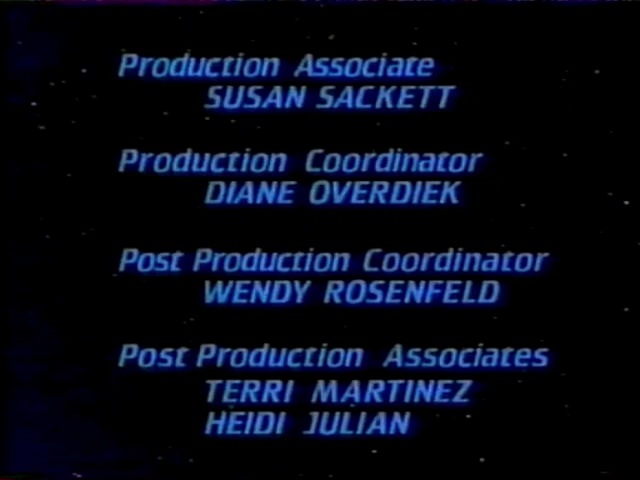 Production Associate
SUSAN SACKETT
Production Coordinator
DIANE OVERDIEK
Post Production Coordinator
WENDY ROSENFELD
Post Production Associates
TERRI MARTINEZ
HEIDI JULIAN